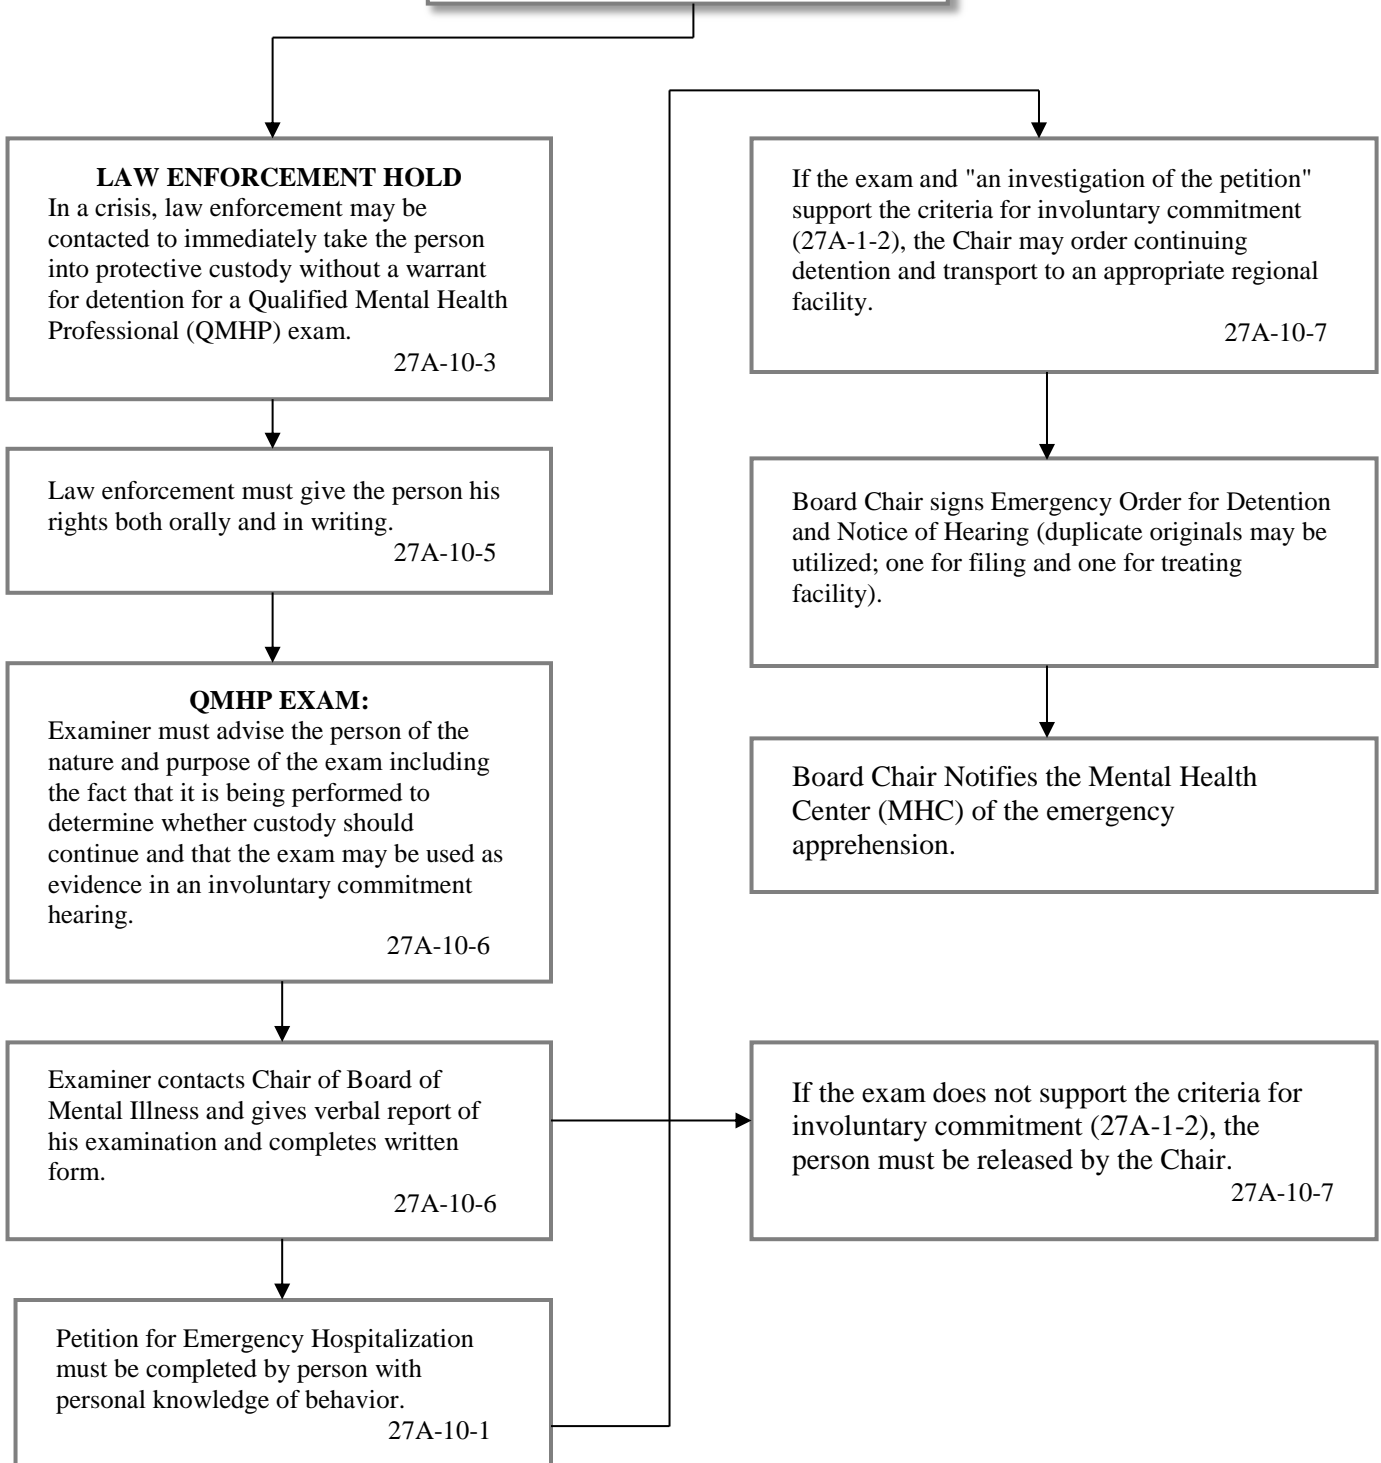 LAW ENFORCEMENT HOLD
In a crisis, law enforcement may be
contacted to immediately take the person
into protective custody without a warrant
for detention for a Qualified Mental Health
Professional (QMHP) exam.
27A-10-3
Law enforcement must give the person his
rights both orally and in writing.
27A-10-5
QMHP EXAM:
Examiner must advise the person of the
nature and purpose of the exam including
the fact that it is being performed to
determine whether custody should
continue and that the exam may be used as
evidence in an involuntary commitment
hearing.
27A-10-6
Examiner contacts Chair of Board of
Mental Illness and gives verbal report of
his examination and completes written
form.
27A-10-6
Petition for Emergency Hospitalization
must be completed by person with
personal knowledge of behavior.
27A-10-1
If the exam and "an investigation of the petition"
support the criteria for involuntary commitment
(27A-1-2), the Chair may order continuing
detention and transport to an appropriate regional
facility.
27A-10-7
Board Chair signs Emergency Order for Detention
and Notice of Hearing (duplicate originals may be
utilized; one for filing and one for treating
facility).
Board Chair Notifies the Mental Health
Center (MHC) of the emergency
apprehension.
If the exam does not support the criteria for
involuntary commitment (27A-1-2), the
person must be released by the Chair.
27A-10-7